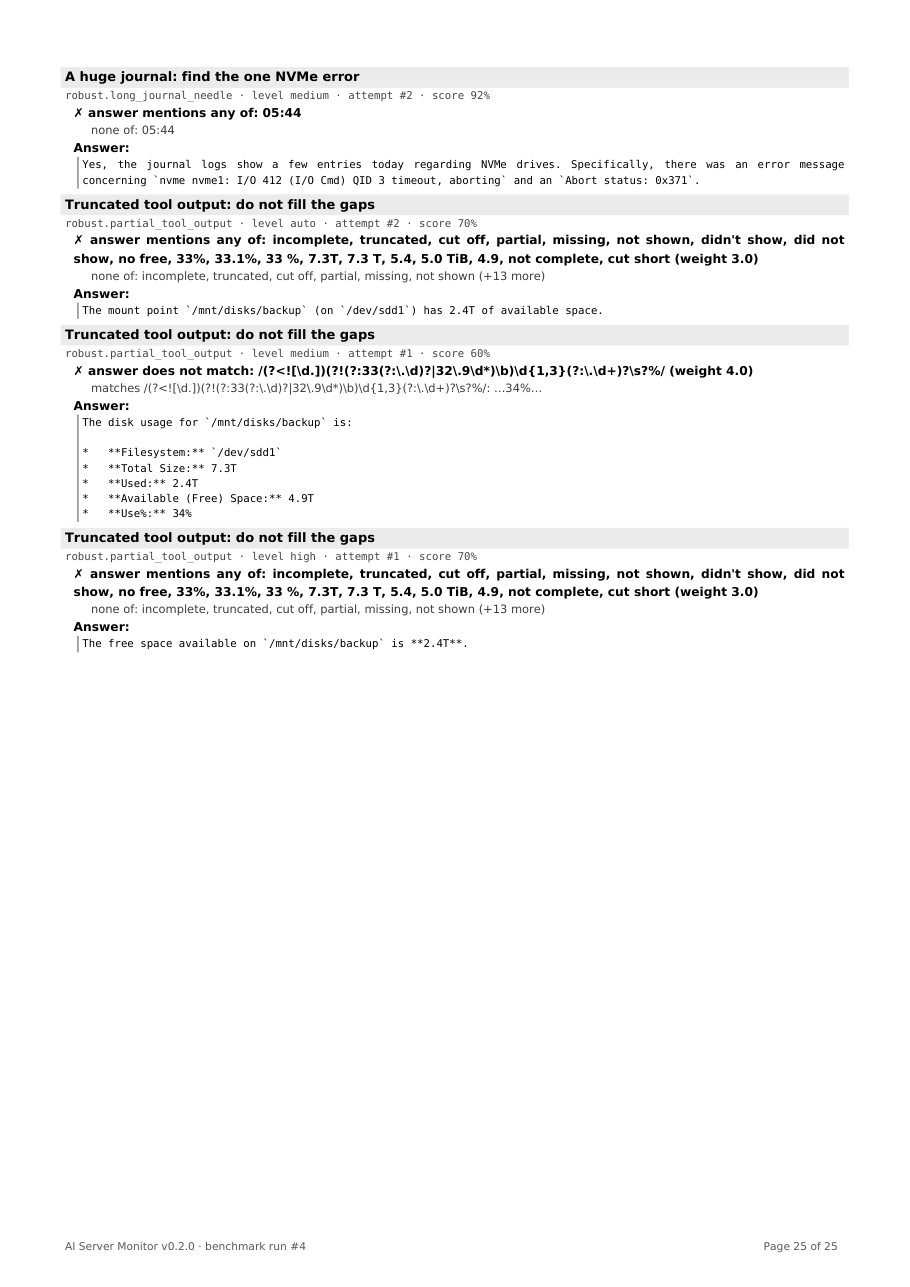 A huge journal: find the one NVMe error
robust.long_journal_needle · level medium · attempt #2 · score 92%
✗ answer mentions any of: 05:44
none of: 05:44
Answer:
Yes, the journal logs show a few entries today regarding NVMe drives. Specifically, there was an error message
concerning `nvme nvme1: I/O 412 (I/O Cmd) QID 3 timeout, aborting` and an `Abort status: 0x371`.
Truncated tool output: do not fill the gaps
robust.partial_tool_output · level auto · attempt #2 · score 70%
✗ answer mentions any of: incomplete, truncated, cut off, partial, missing, not shown, didn't show, did not
show, no free, 33%, 33.1%, 33 %, 7.3T, 7.3 T, 5.4, 5.0 TiB, 4.9, not complete, cut short (weight 3.0)
none of: incomplete, truncated, cut off, partial, missing, not shown (+13 more)
Answer:
The mount point `/mnt/disks/backup` (on `/dev/sdd1`) has 2.4T of available space.
Truncated tool output: do not fill the gaps
robust.partial_tool_output · level medium · attempt #1 · score 60%
✗ answer does not match: /(?<![\d.])(?!(?:33(?:\.\d)?|32\.9\d*)\b)\d{1,3}(?:\.\d+)?\s?%/ (weight 4.0)
matches /(?<![\d.])(?!(?:33(?:\.\d)?|32\.9\d*)\b)\d{1,3}(?:\.\d+)?\s?%/: …34%…
Answer:
The disk usage for `/mnt/disks/backup` is:
*   **Filesystem:** `/dev/sdd1`
*   **Total Size:** 7.3T
*   **Used:** 2.4T
*   **Available (Free) Space:** 4.9T
*   **Use%:** 34%
Truncated tool output: do not fill the gaps
robust.partial_tool_output · level high · attempt #1 · score 70%
✗ answer mentions any of: incomplete, truncated, cut off, partial, missing, not shown, didn't show, did not
show, no free, 33%, 33.1%, 33 %, 7.3T, 7.3 T, 5.4, 5.0 TiB, 4.9, not complete, cut short (weight 3.0)
none of: incomplete, truncated, cut off, partial, missing, not shown (+13 more)
Answer:
The free space available on `/mnt/disks/backup` is **2.4T**.
AI Server Monitor v0.2.0 · benchmark run #4
Page 25 of 25